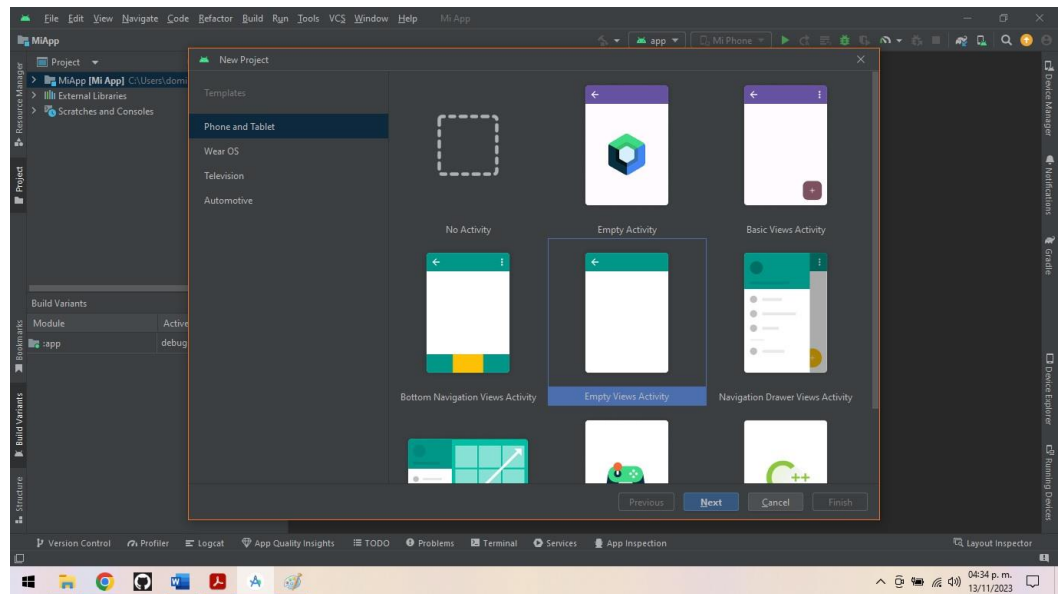 File Edit View Navigate Code Refactor Build Run Tools VCS Window Help Mi App
MiApp
app
Mi Phone
Project
MiApp [Mi App] C:\Users\domi
External Libraries
Scratches and Consoles
Resource Manager
Project
Bookmarks
Build Variants
Structure
Build Variants
Module Active
:app debug
New Project
Templates
Phone and Tablet
Wear OS
Television
Automotive
No Activity
Empty Activity
Basic Views Activity
Bottom Navigation Views Activity
Empty Views Activity
Navigation Drawer Views Activity
C++
Previous
Next
Cancel
Finish
Device Manager
Notifications
Gradle
Device Explorer
Running Devices
Version Control Profiler Logcat App Quality Insights TODO Problems Terminal Services App Inspection Layout Inspector
04:34 p. m.
13/11/2023